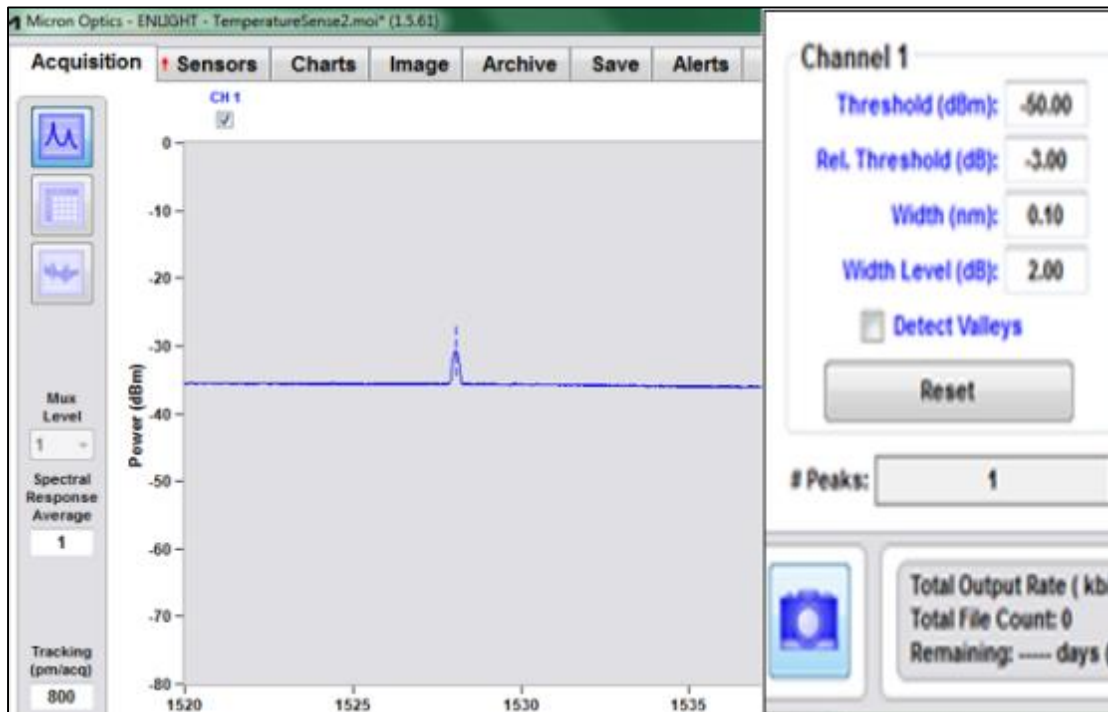 Micron Optics - ENLIGHT - TemperatureSense2.moi* (1.5.61)
Acquisition
Sensors
Charts
Image
Archive
Save
Alerts
CH 1
0
-10
-20
-30
-40
-50
-60
-70
-80
Power (dBm)
1520
1525
1530
1535
Mux
Level
1
Spectral
Response
Average
1
Tracking
(pm/acq)
800
Channel 1
Threshold (dBm): -50.00
Rel. Threshold (dB): -3.00
Width (nm): 0.10
Width Level (dB): 2.00
Detect Valleys
Reset
# Peaks: 1
Total Output Rate ( kb
Total File Count: 0
Remaining: ----- days (